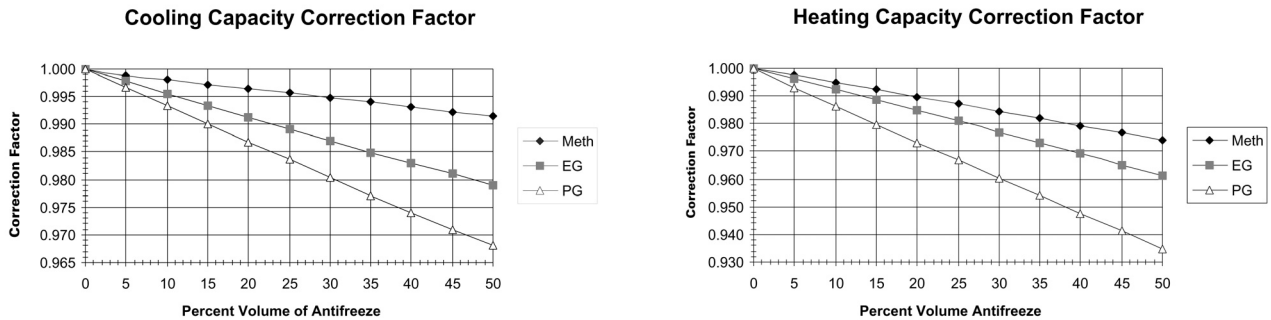 Cooling Capacity Correction Factor
Correction Factor
1.000
0.995
0.990
0.985
0.980
0.975
0.970
0.965
0 5 10 15 20 25 30 35 40 45 50
Percent Volume of Antifreeze
Meth
EG
PG
Heating Capacity Correction Factor
Correction Factor
1.000
0.990
0.980
0.970
0.960
0.950
0.940
0.930
0 5 10 15 20 25 30 35 40 45 50
Percent Volume Antifreeze
Meth
EG
PG